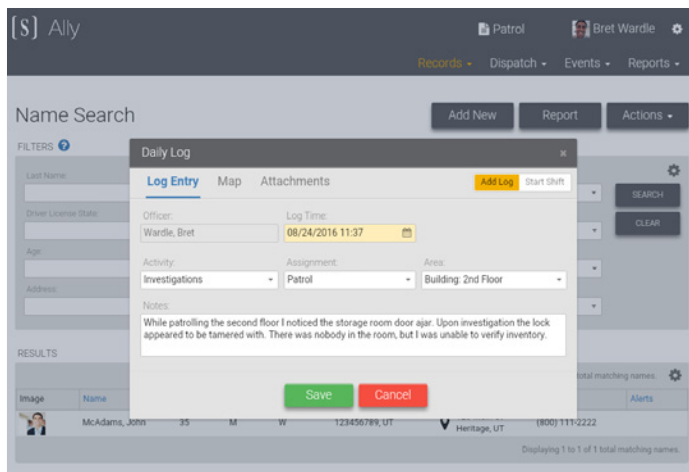 [S] Ally
Patrol
Bret Wardle
Records
Dispatch
Events
Reports
Name Search
Add New
Report
Actions
FILTERS ?
Daily Log
×
Last Name:
Log Entry
Map
Attachments
Add Log
Start Shift
SEARCH
Driver License State:
Officer:
Log Time:
Wardle, Bret
08/24/2016 11:37
CLEAR
Age:
Activity:
Assignment:
Area:
Investigations
Patrol
Building: 2nd Floor
Address:
Notes:
While patrolling the second floor I noticed the storage room door ajar. Upon investigation the lock
appeared to be tamered with. There was nobody in the room, but I was unable to verify inventory.
RESULTS
total matching names.
Save
Cancel
Image
Name
Alerts
McAdams, John
35
M
W
123456789, UT
Heritage, UT
(800) 111-2222
Displaying 1 to 1 of 1 total matching names.